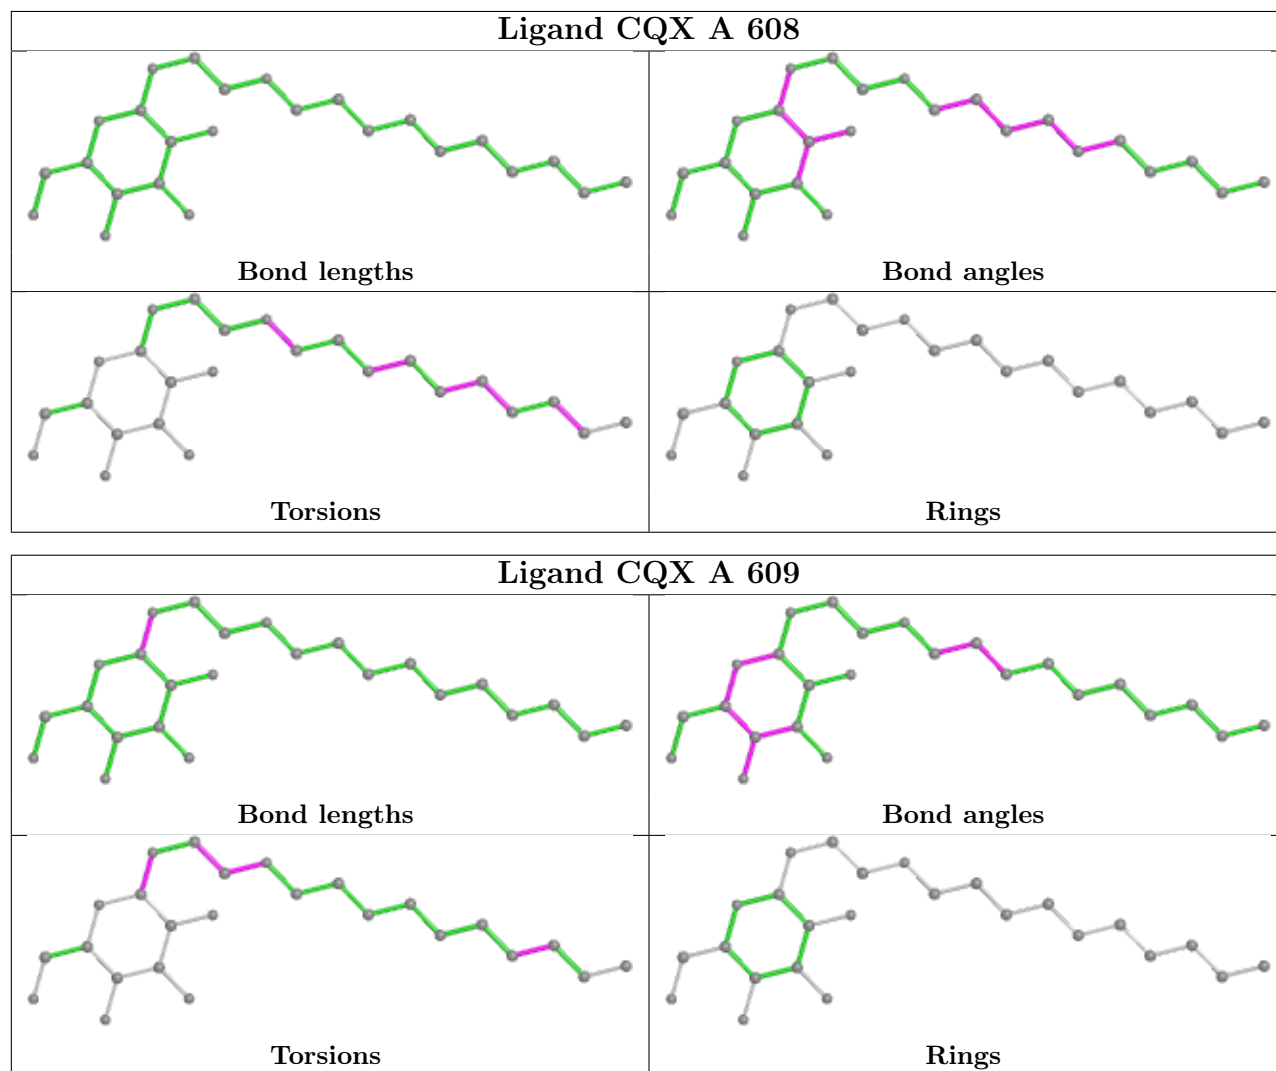 Ligand CQX A 608
Bond lengths
Bond angles
Torsions
Rings
Ligand CQX A 609
Bond lengths
Bond angles
Torsions
Rings